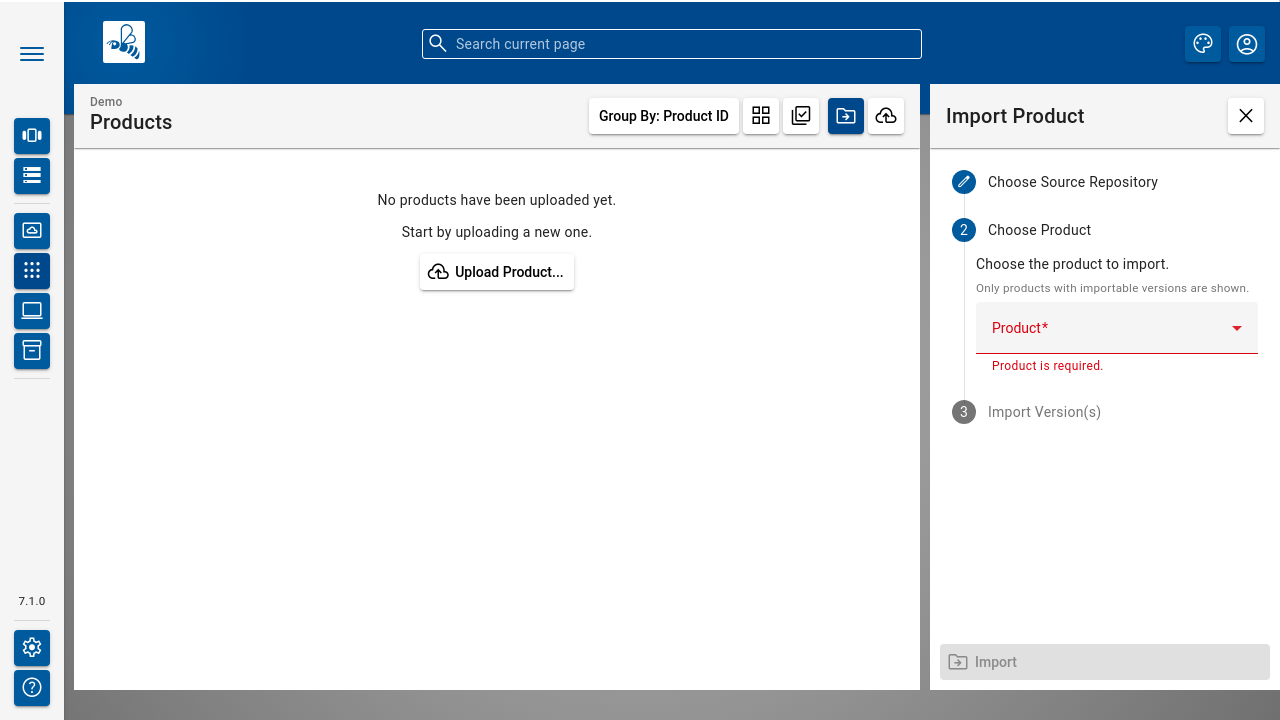 Search current page
Demo
Products
Group By: Product ID
No products have been uploaded yet.
Start by uploading a new one.
Upload Product...
Import Product
Choose Source Repository
2
Choose Product
Choose the product to import.
Only products with importable versions are shown.
Product*
Product is required.
3
Import Version(s)
Import
7.1.0